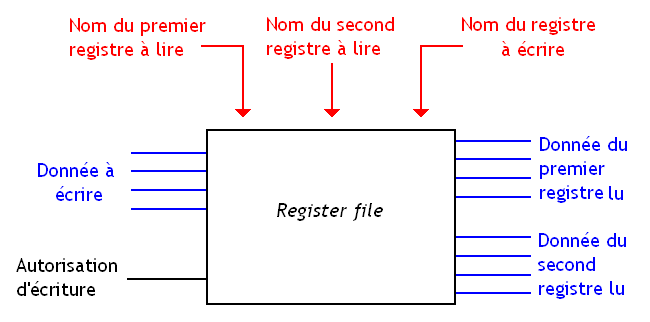 Nom du premier
registre à lire
Nom du second
registre à lire
Nom du registre
à écrire
Donnée à
écrire
Autorisation
d'écriture
Register file
Donnée du
premier
registre lu
Donnée du
second
registre lu